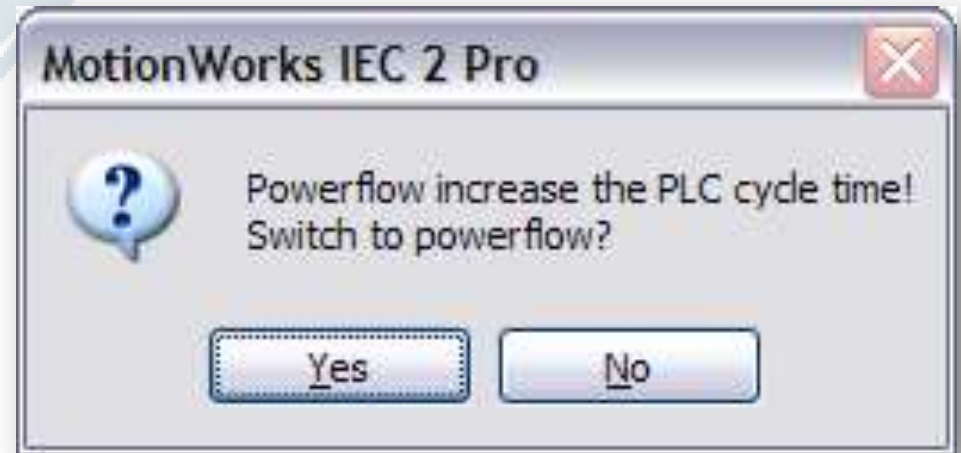 MotionWorks IEC 2 Pro
Powerflow increase the PLC cycle time!
Switch to powerflow?
Yes
No